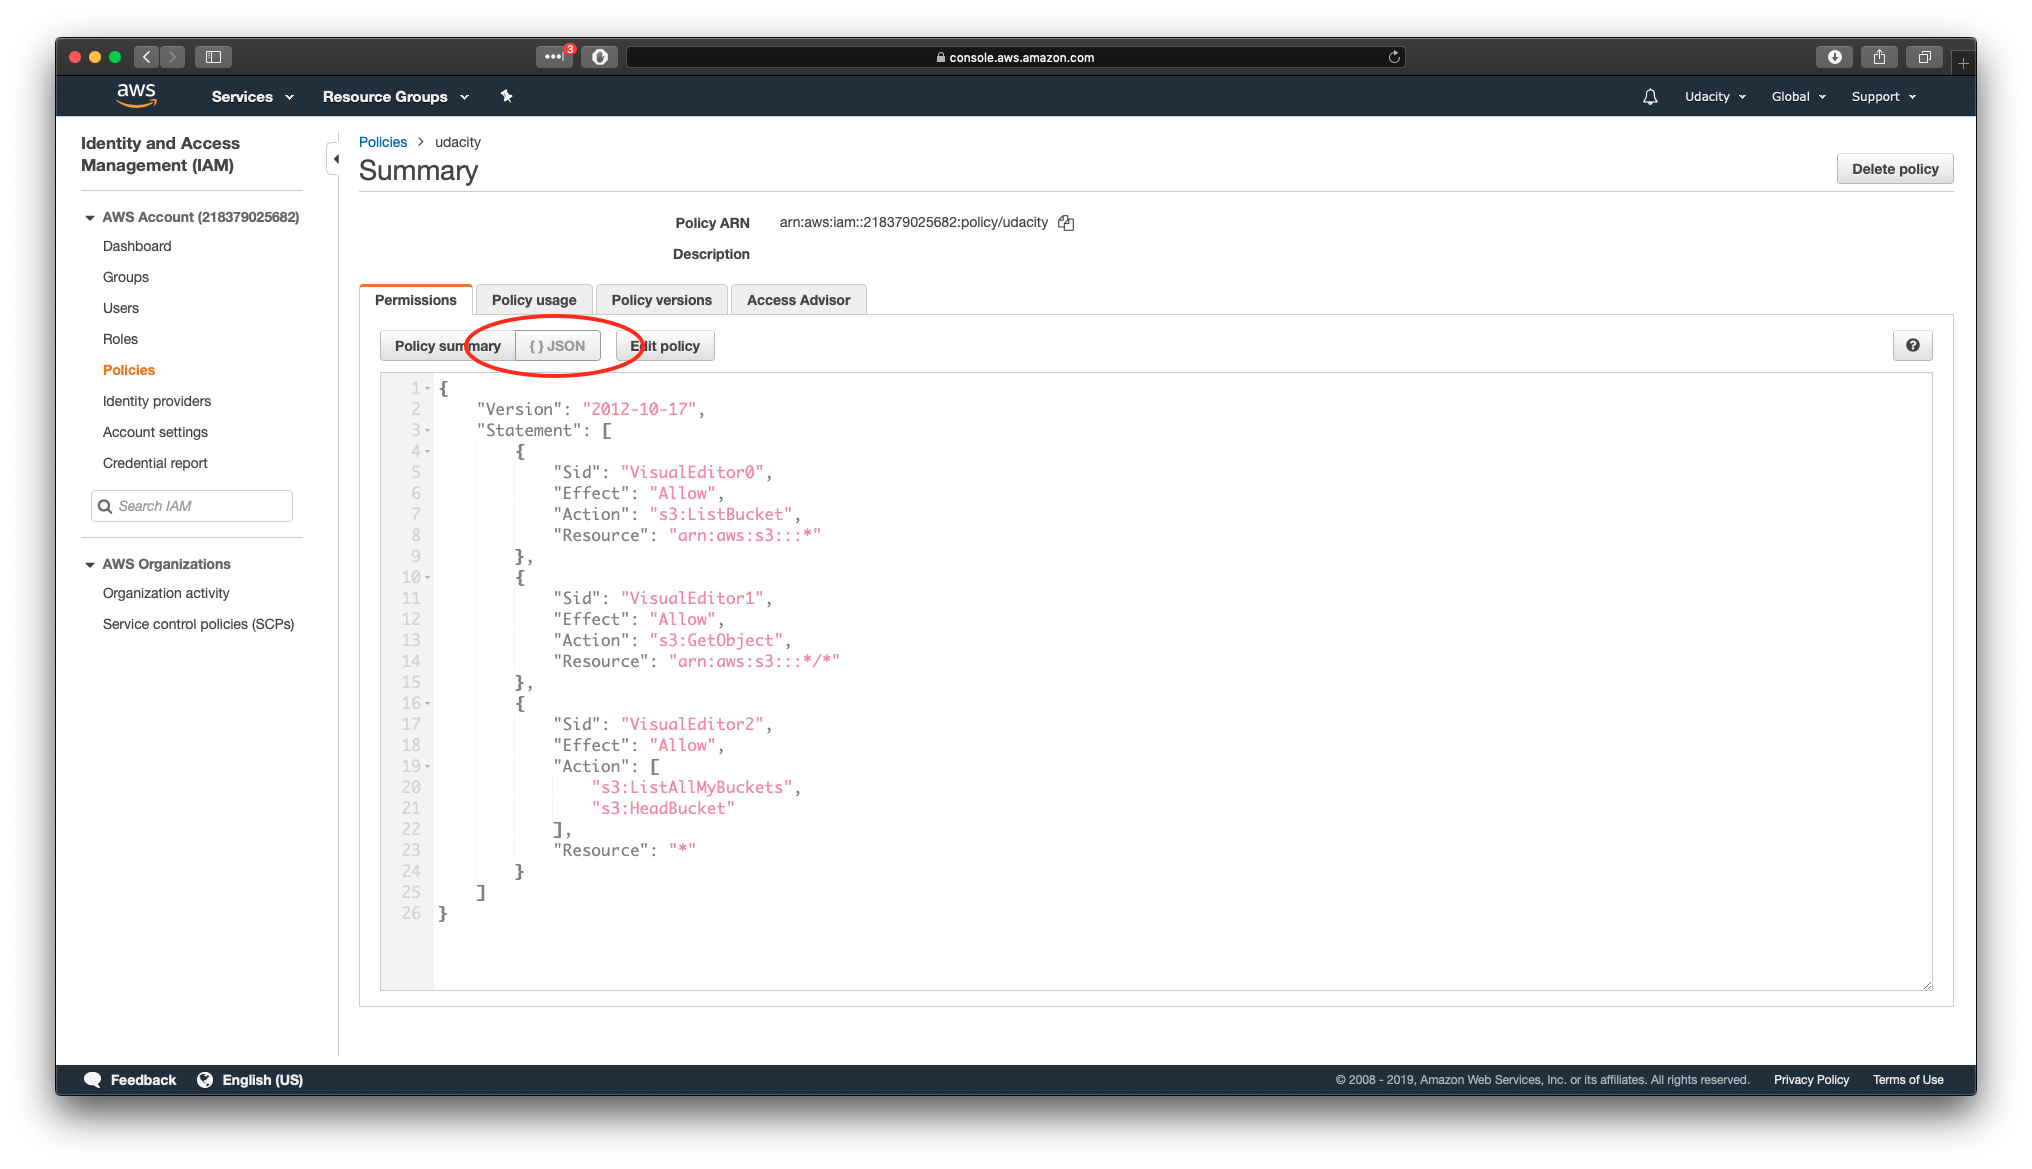 3
console.aws.amazon.com
aws Services Resource Groups Udacity Global Support
Identity and Access
Management (IAM)
AWS Account (218379025682)
Dashboard
Groups
Users
Roles
Policies
Identity providers
Account settings
Credential report
Search IAM
AWS Organizations
Organization activity
Service control policies (SCPs)
Policies > udacity
Summary
Delete policy
Policy ARN arn:aws:iam::218379025682:policy/udacity
Description
Permissions Policy usage Policy versions Access Advisor
Policy summary { } JSON Edit policy ?
1 {
2 "Version": "2012-10-17",
3 "Statement": [
4 {
5 "Sid": "VisualEditor0",
6 "Effect": "Allow",
7 "Action": "s3:ListBucket",
8 "Resource": "arn:aws:s3:::*"
9 },
10 {
11 "Sid": "VisualEditor1",
12 "Effect": "Allow",
13 "Action": "s3:GetObject",
14 "Resource": "arn:aws:s3:::*/*"
15 },
16 {
17 "Sid": "VisualEditor2",
18 "Effect": "Allow",
19 "Action": [
20 "s3:ListAllMyBuckets",
21 "s3:HeadBucket"
22 ],
23 "Resource": "*"
24 }
25 ]
26 }
Feedback English (US) © 2008 - 2019, Amazon Web Services, Inc. or its affiliates. All rights reserved. Privacy Policy Terms of Use